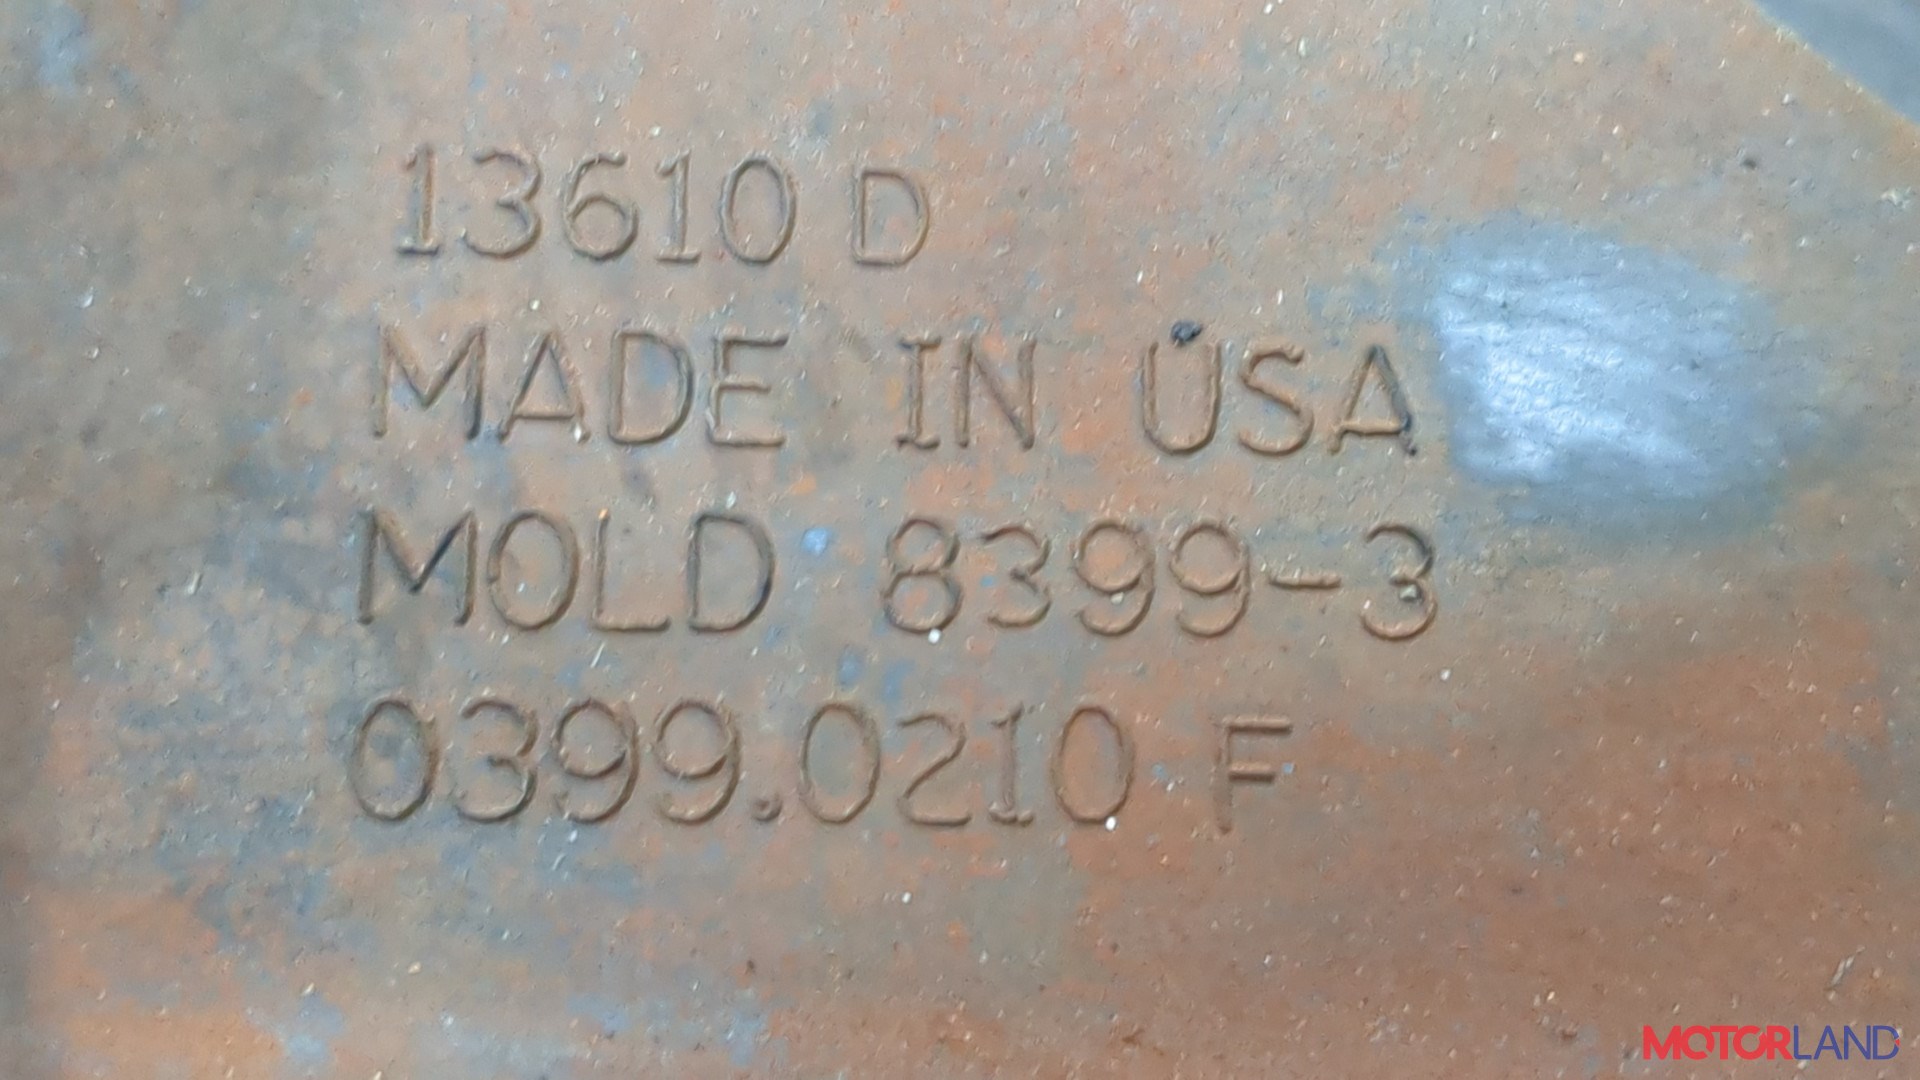 13610 D
MADE IN USA
MOLD 8399-3
0399.0210 F
MOTORLAND